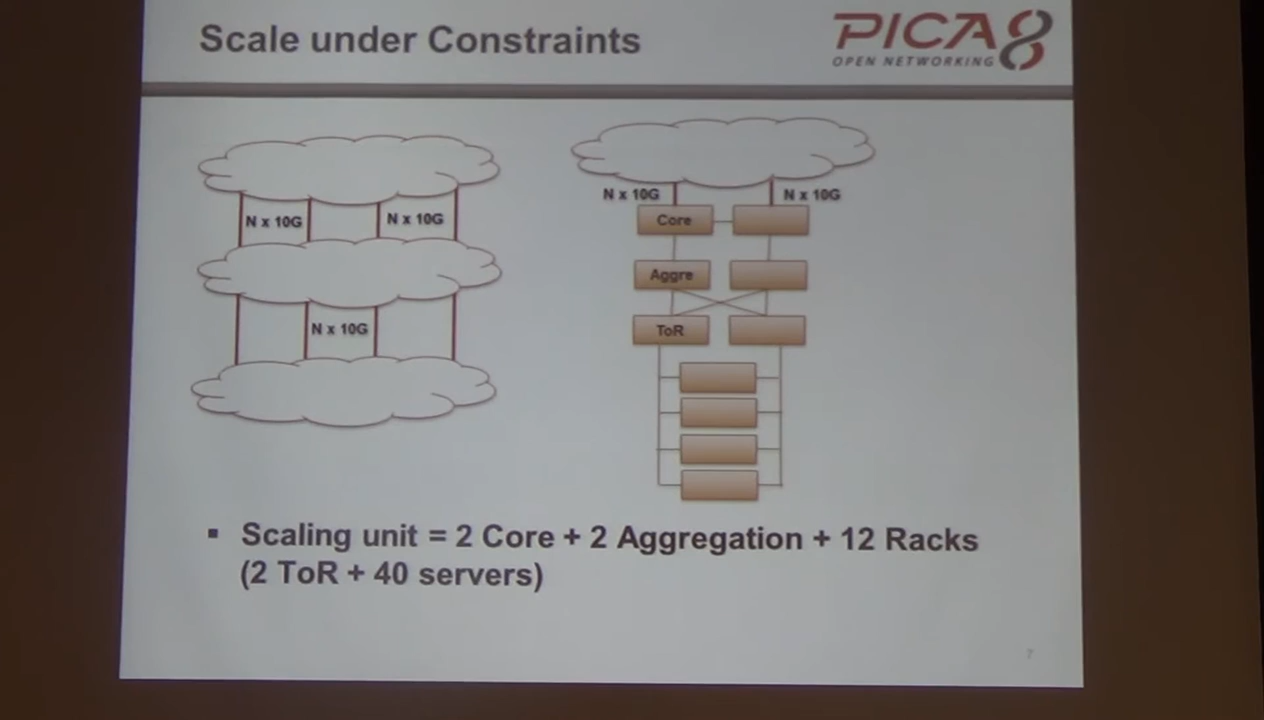 Scale under Constraints
PICA8
OPEN NETWORKING
N x 10G
N x 10G
N x 10G
N x 10G
N x 10G
Core
Aggre
ToR
▪ Scaling unit = 2 Core + 2 Aggregation + 12 Racks
(2 ToR + 40 servers)
7